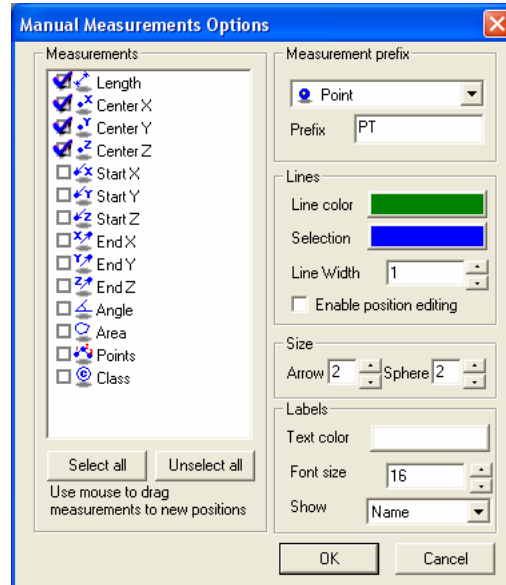 Manual Measurements Options
Measurements
Length
Center X
Center Y
Center Z
Start X
Start Y
Start Z
End X
End Y
End Z
Angle
Area
Points
Class
Select all
Unselect all
Use mouse to drag
measurements to new positions
Measurement prefix
Point
Prefix PT
Lines
Line color
Selection
Line Width 1
Enable position editing
Size
Arrow 2 Sphere 2
Labels
Text color
Font size 16
Show Name
OK
Cancel